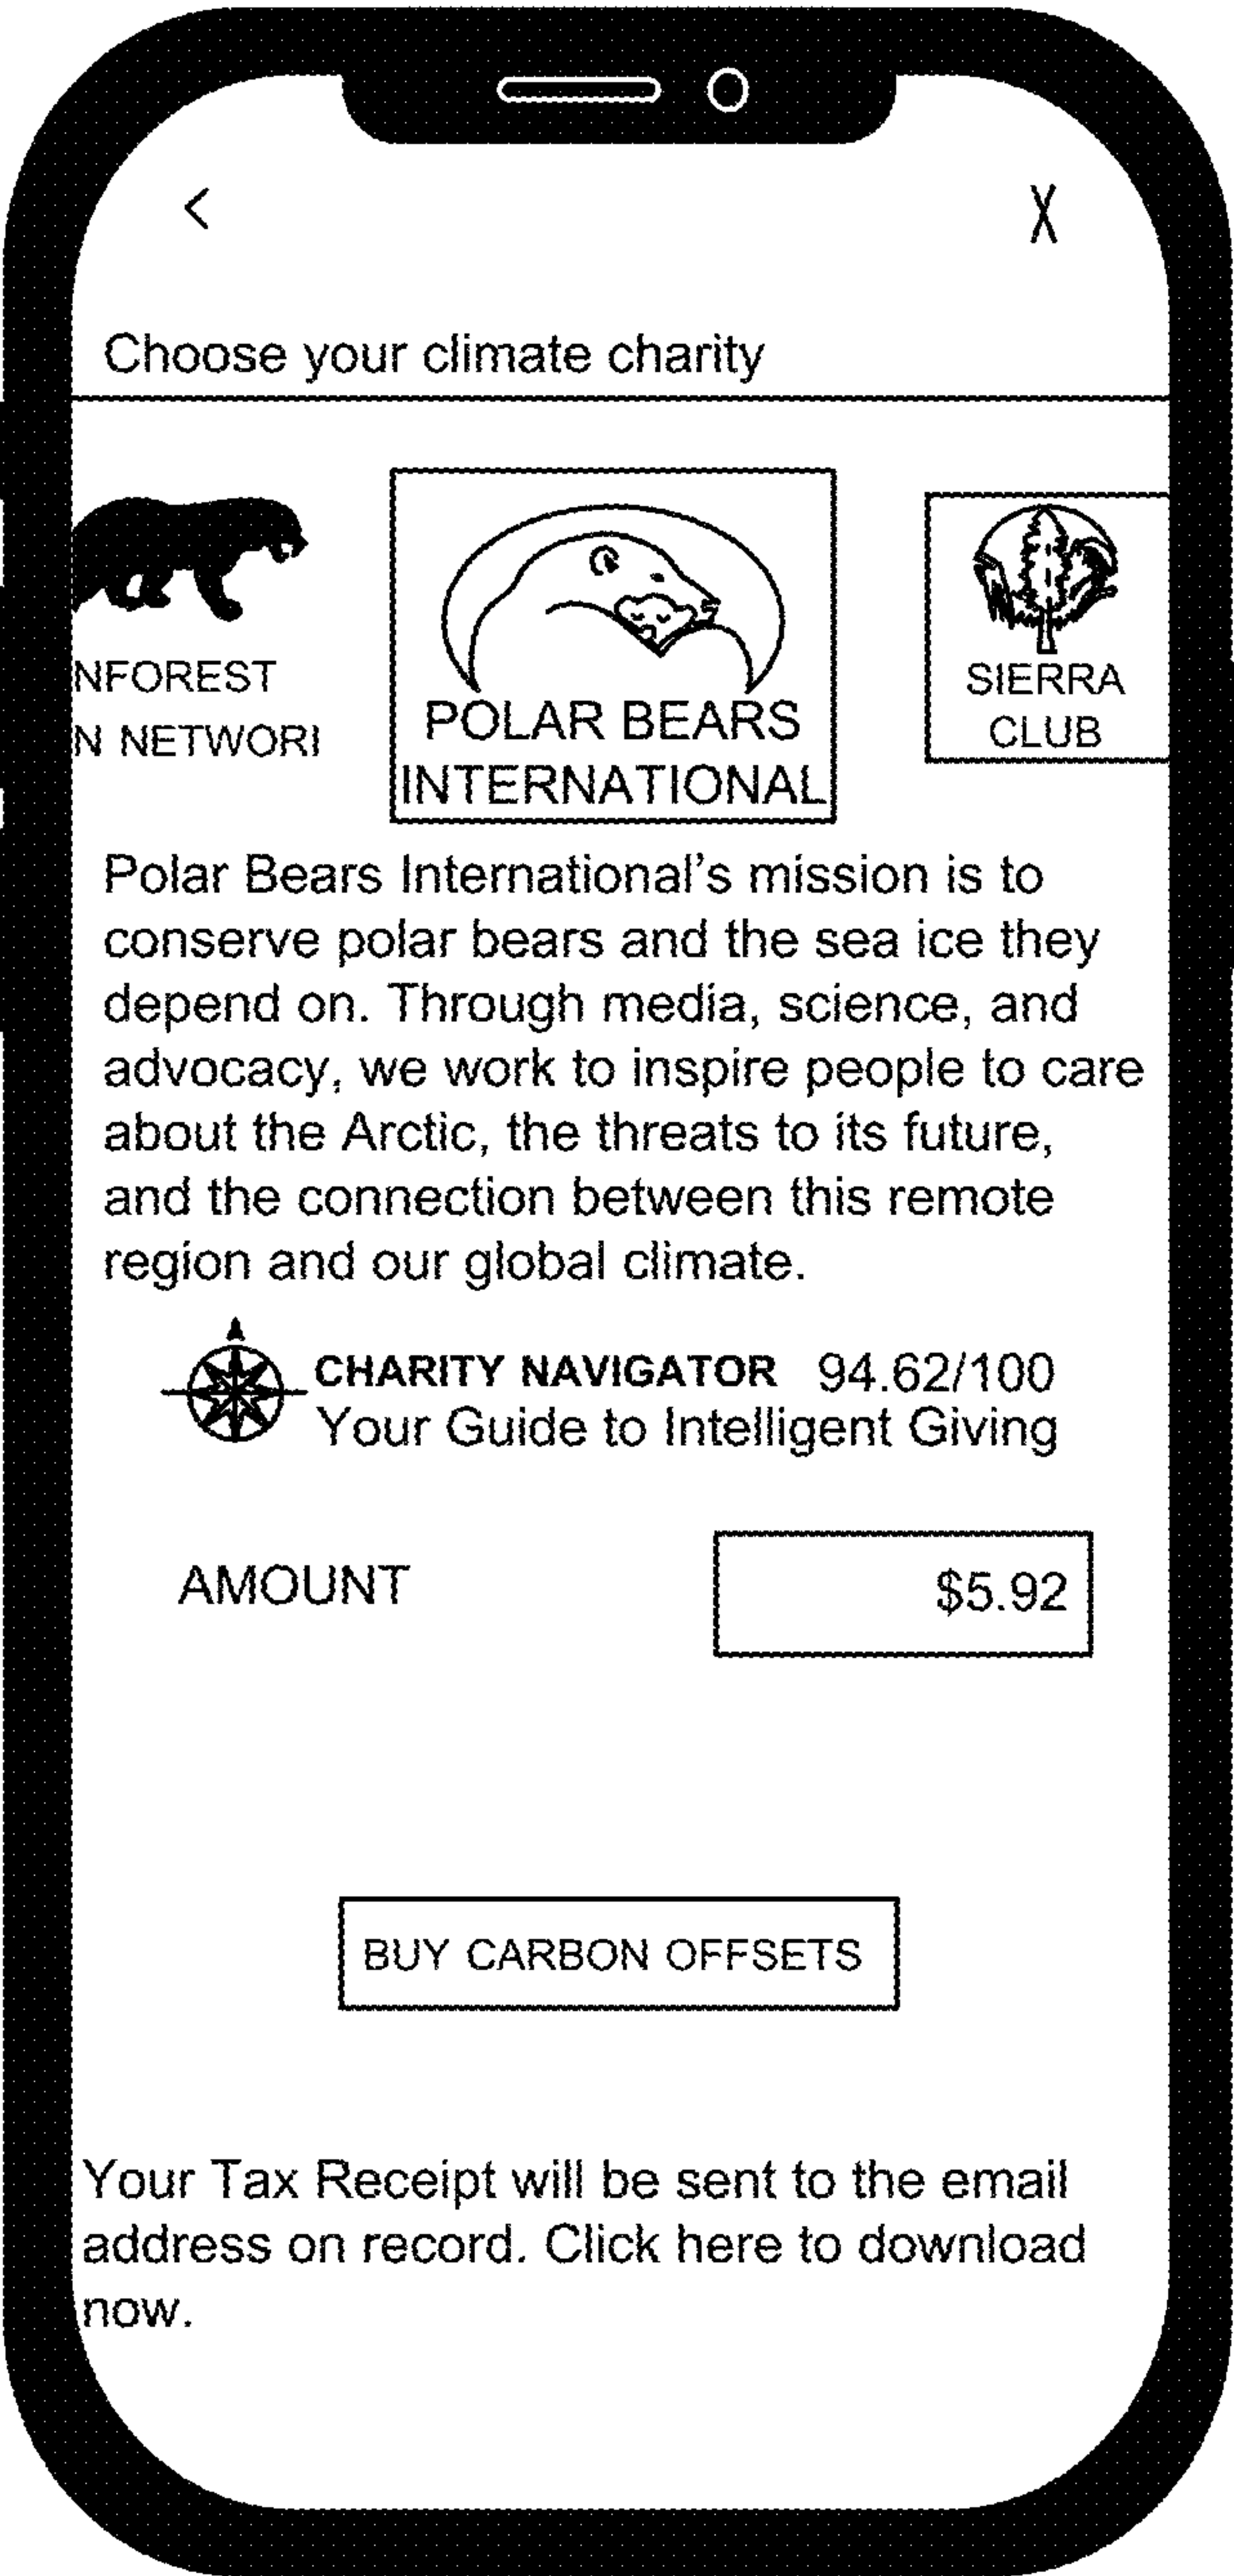 <
X
Choose your climate charity
NFOREST
N NETWORI
POLAR BEARS
INTERNATIONAL
SIERRA
CLUB
Polar Bears International’s mission is to
conserve polar bears and the sea ice they
depend on. Through media, science, and
advocacy, we work to inspire people to care
about the Arctic, the threats to its future,
and the connection between this remote
region and our global climate.
CHARITY NAVIGATOR 94.62/100
Your Guide to Intelligent Giving
AMOUNT
$5.92
BUY CARBON OFFSETS
Your Tax Receipt will be sent to the email
address on record. Click here to download
now.